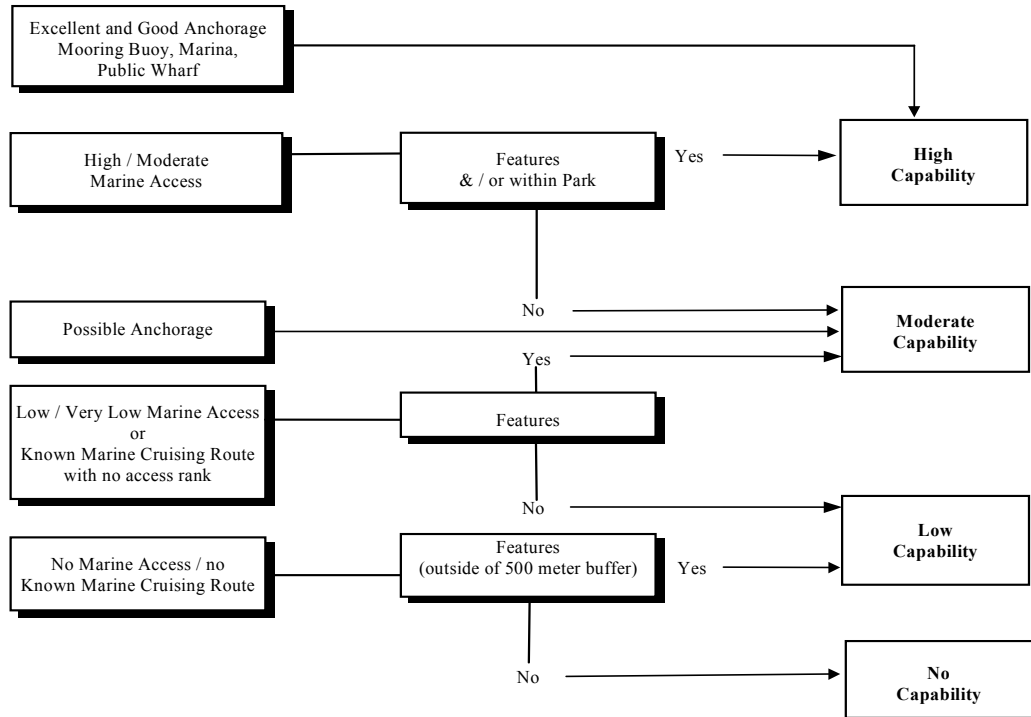 Excellent and Good Anchorage
Mooring Buoy, Marina,
Public Wharf
High / Moderate
Marine Access
Features
& / or within Park
Yes
High
Capability
No
Possible Anchorage
Moderate
Capability
Yes
Low / Very Low Marine Access
or
Known Marine Cruising Route
with no access rank
Features
No
Low
Capability
No Marine Access / no
Known Marine Cruising Route
Features
(outside of 500 meter buffer)
Yes
No
No
Capability